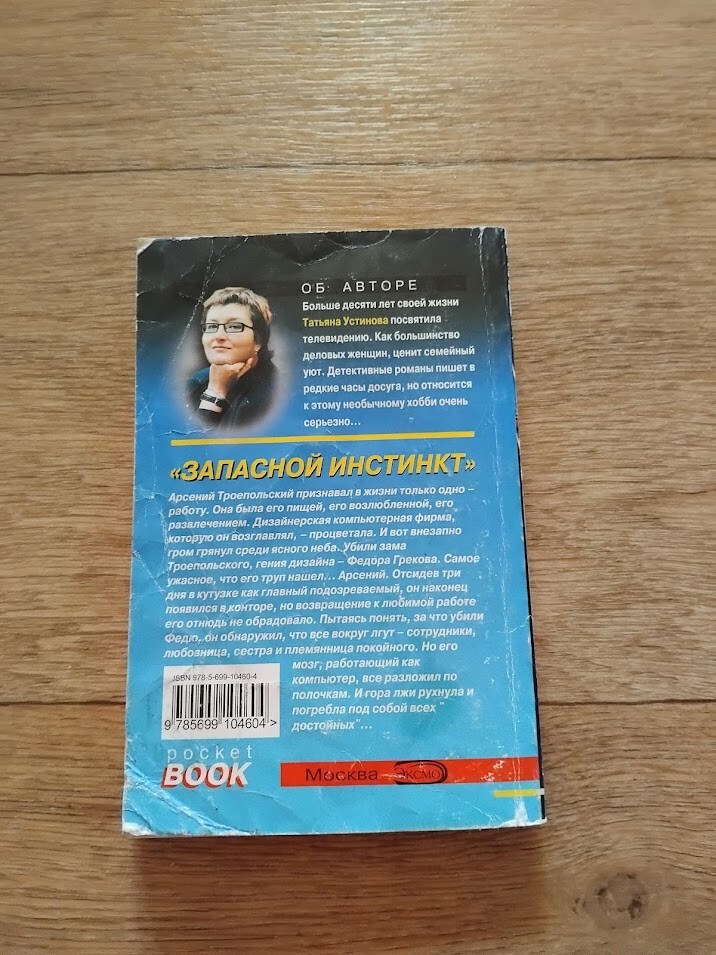 ОБ АВТОРЕ
Больше десяти лет своей жизни
Татьяна Устинова посвятила
телевидению. Как большинство
деловых женщин, ценит семейный
уют. Детективные романы пишет в
редкие часы досуга, но относится
к этому необычному хобби очень
серьезно...
«ЗАПАСНОЙ ИНСТИНКТ»
Арсений Троепольский признавал в жизни только одно –
работу. Она была его пищей, его возлюбленной, его
развлечением. Дизайнерская компьютерная фирма,
которую он возглавлял, – процветала. И вот внезапно
гром грянул среди ясного неба. Убили зама
Троепольского, гения дизайна – Федора Грекова. Самое
ужасное, что его труп нашел... Арсений. Отсидев три
дня в кутузке как главный подозреваемый, он наконец
появился в конторе, но возвращение к любимой работе
его отнюдь не обрадовало. Пытаясь понять, за что убили
Федю, он обнаружил, что все вокруг лгут – сотрудники,
любовница, сестра и племянница покойного. Но его
мозг, работающий как
компьютер, все разложил по
полочкам. И гора лжи рухнула и
погребла под собой всех "
достойных"...
ISBN 978-5-699-10460-4
9 785699 104604 >
pocket
BOOK
Москва ЭКСМО